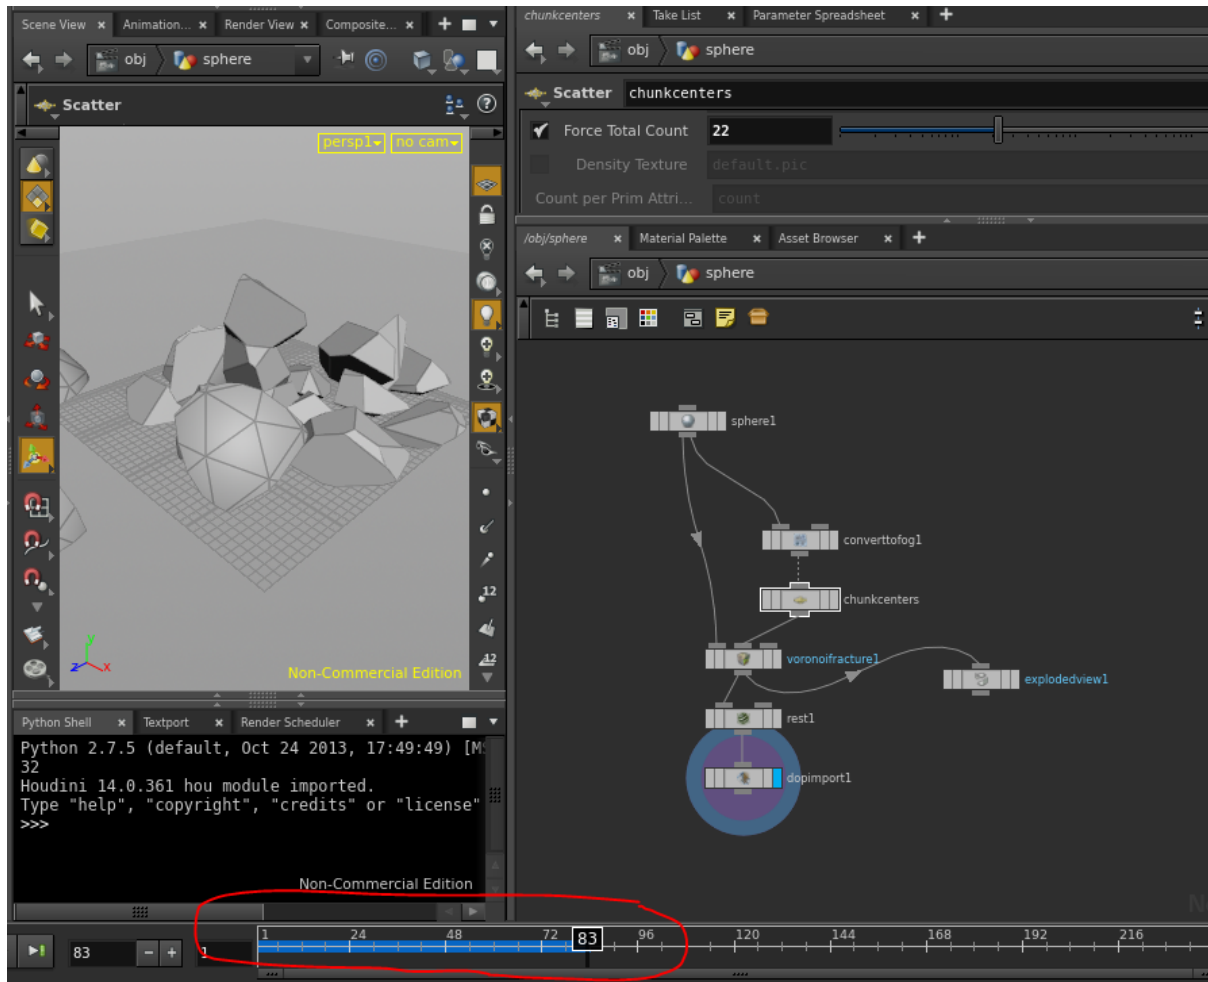 Scene View × Animation... × Render View × Composite... × +
obj sphere
Scatter
persp1 no cam
12
12
y
z x
Non-Commercial Edition
Python Shell × Textport × Render Scheduler × +
Python 2.7.5 (default, Oct 24 2013, 17:49:49) [M
32
Houdini 14.0.361 hou module imported.
Type "help", "copyright", "credits" or "license"
>>>
Non-Commercial Edition
chunkcenters × Take List × Parameter Spreadsheet × +
obj sphere
Scatter chunkcenters
Force Total Count 22
Density Texture default.pic
Count per Prim Attri... count
/obj/sphere × Material Palette × Asset Browser × +
obj sphere
sphere1
converttofog1
chunkcenters
voronoifracture1
explodedview1
rest1
dopimport1
83 − + 1
1 24 48 72 83 96 120 144 168 192 216